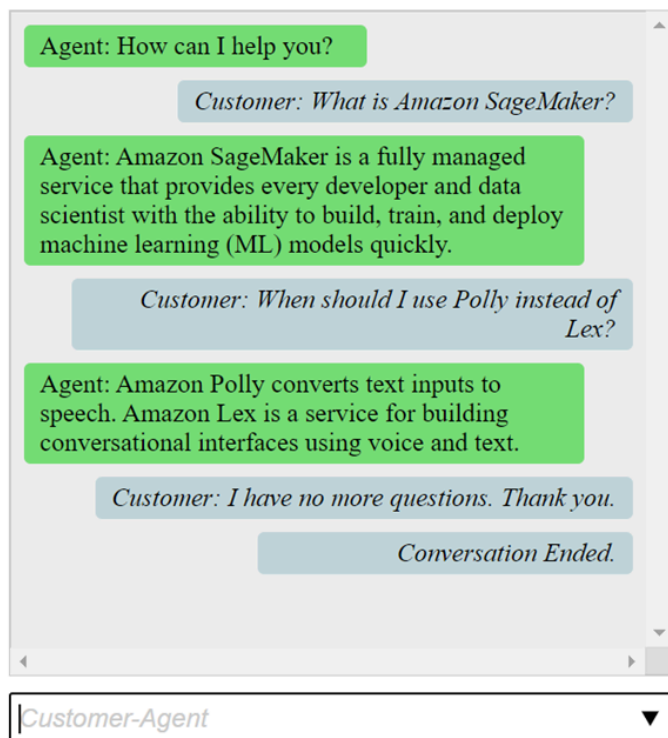 Agent: How can I help you?
Customer: What is Amazon SageMaker?
Agent: Amazon SageMaker is a fully managed
service that provides every developer and data
scientist with the ability to build, train, and deploy
machine learning (ML) models quickly.
Customer: When should I use Polly instead of
Lex?
Agent: Amazon Polly converts text inputs to
speech. Amazon Lex is a service for building
conversational interfaces using voice and text.
Customer: I have no more questions. Thank you.
Conversation Ended.
Customer-Agent